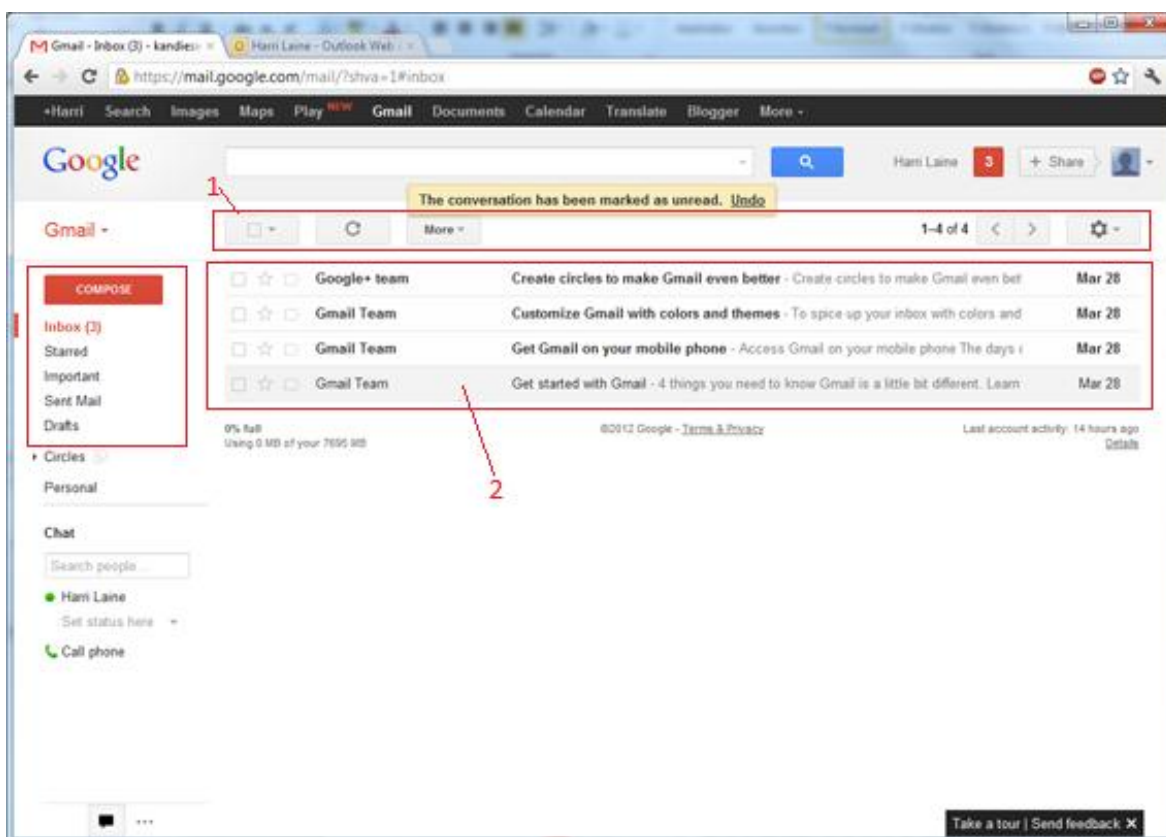 Gmail - Inbox (3) - kandies
Harri Laine - Outlook Web
https://mail.google.com/mail/?shva=1#inbox
+Harri Search Images Maps Play NEW Gmail Documents Calendar Translate Blogger More
Google
Harri Laine 3 + Share
1
The conversation has been marked as unread. Undo
Gmail
More
1–4 of 4
COMPOSE
Google+ team Create circles to make Gmail even better - Create circles to make Gmail even bet Mar 28
Inbox (3)
Gmail Team Customize Gmail with colors and themes - To spice up your inbox with colors and Mar 28
Starred
Gmail Team Get Gmail on your mobile phone - Access Gmail on your mobile phone The days Mar 28
Important
Gmail Team Get started with Gmail - 4 things you need to know Gmail is a little bit different. Learn Mar 28
Sent Mail
Drafts
0% full
Using 0 MB of your 7695 MB
©2012 Google - Terms & Privacy
Last account activity: 14 hours ago
Details
Circles
2
Personal
Chat
Search people...
Harri Laine
Set status here
Call phone
Take a tour | Send feedback X